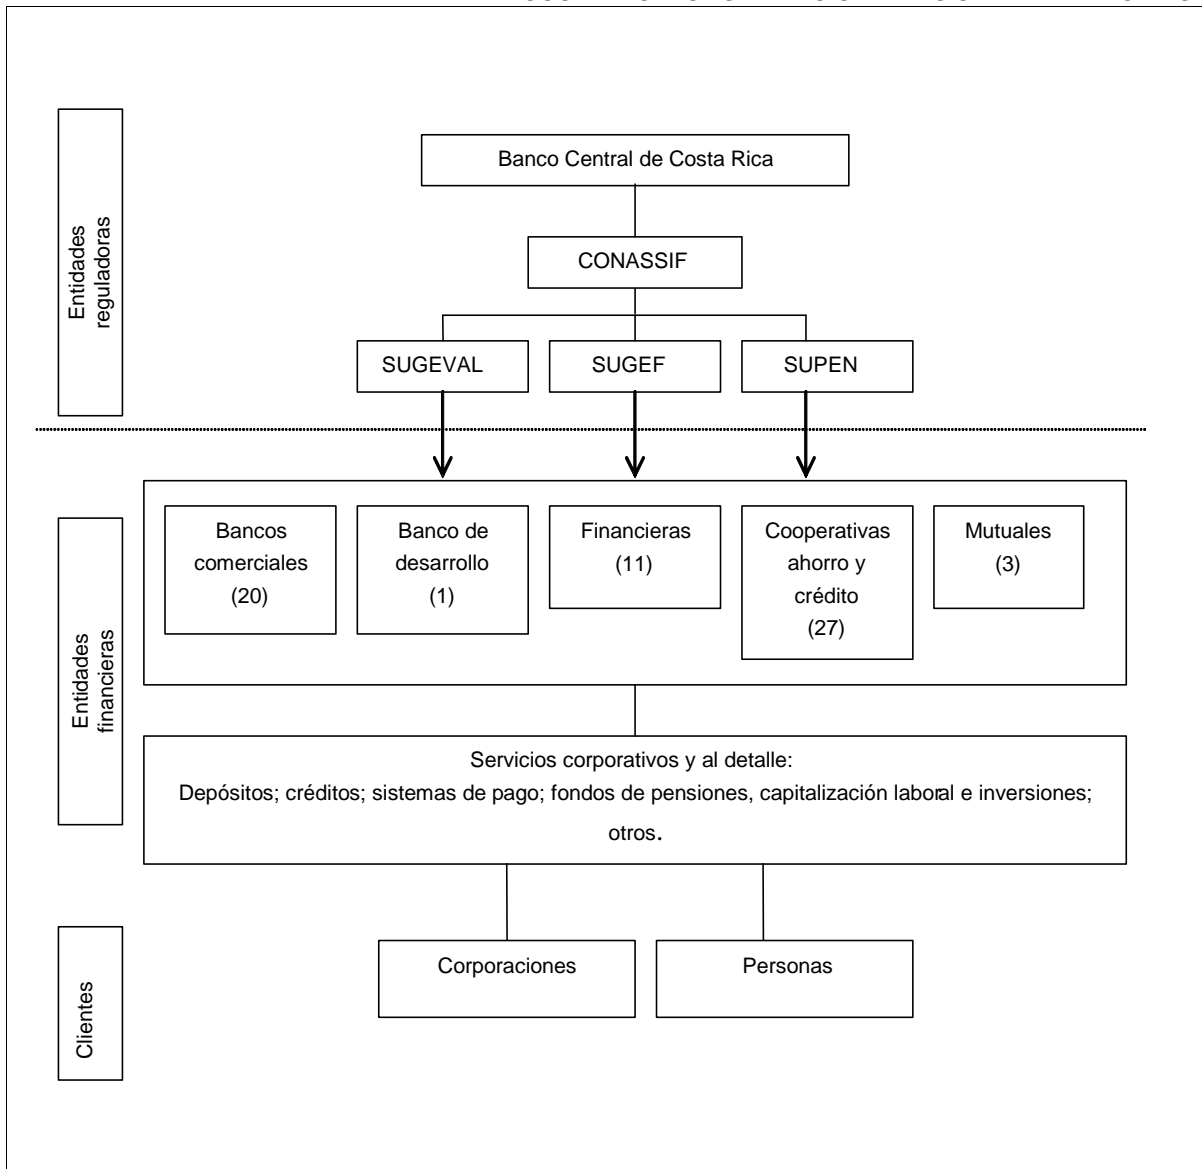 Entidades
reguladoras
Banco Central de Costa Rica
CONASSIF
SUGEVAL
SUGEF
SUPEN
Entidades
financieras
Bancos
comerciales
(20)
Banco de
desarrollo
(1)
Financieras
(11)
Cooperativas
ahorro y
crédito
(27)
Mutuales
(3)
Servicios corporativos y al detalle:
Depósitos; créditos; sistemas de pago; fondos de pensiones, capitalización laboral e inversiones;
otros.
Clientes
Corporaciones
Personas